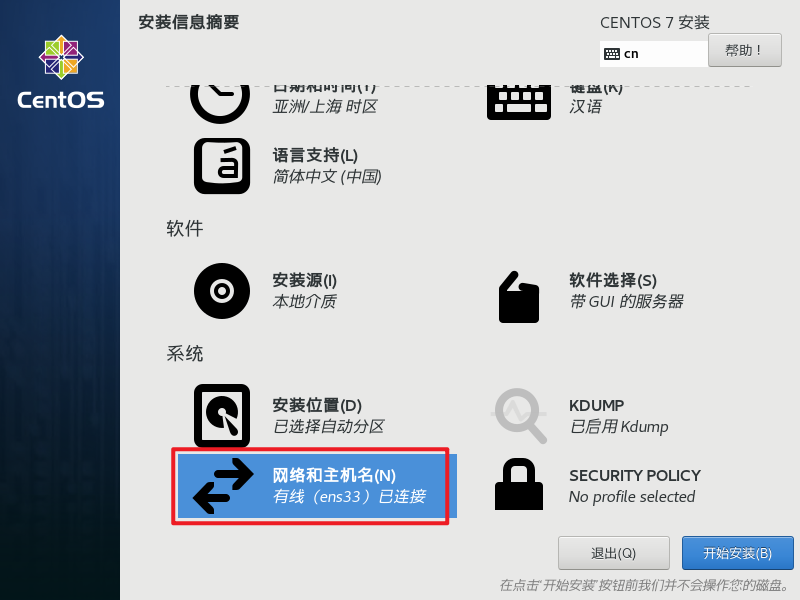 安装信息摘要
CENTOS 7 安装
cn
帮助！
CentOS
日期和时间(T)
亚洲/上海 时区
键盘(K)
汉语
á
语言支持(L)
简体中文 (中国)
软件
安装源(I)
本地介质
软件选择(S)
带 GUI 的服务器
系统
安装位置(D)
已选择自动分区
KDUMP
已启用 Kdump
网络和主机名(N)
有线（ens33）已连接
SECURITY POLICY
No profile selected
退出(Q)
开始安装(B)
在点击'开始安装'按钮前我们并不会操作您的磁盘。